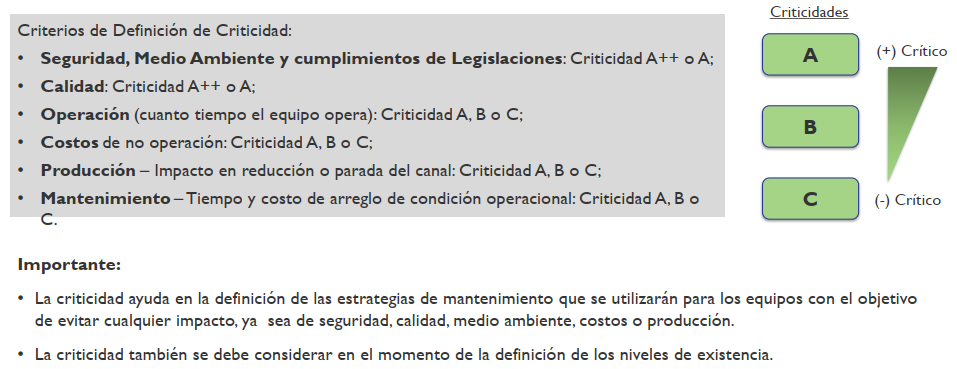 Criterios de Definición de Criticidad:
• Seguridad, Medio Ambiente y cumplimientos de Legislaciones: Criticidad A++ o A;
• Calidad: Criticidad A++ o A;
• Operación (cuanto tiempo el equipo opera): Criticidad A, B o C;
• Costos de no operación: Criticidad A, B o C;
• Producción – Impacto en reducción o parada del canal: Criticidad A, B o C;
• Mantenimiento – Tiempo y costo de arreglo de condición operacional: Criticidad A, B o
C.
Criticidades
A
B
C
(+) Crítico
(-) Crítico
Importante:
• La criticidad ayuda en la definición de las estrategias de mantenimiento que se utilizarán para los equipos con el objetivo
de evitar cualquier impacto, ya sea de seguridad, calidad, medio ambiente, costos o producción.
• La criticidad también se debe considerar en el momento de la definición de los niveles de existencia.